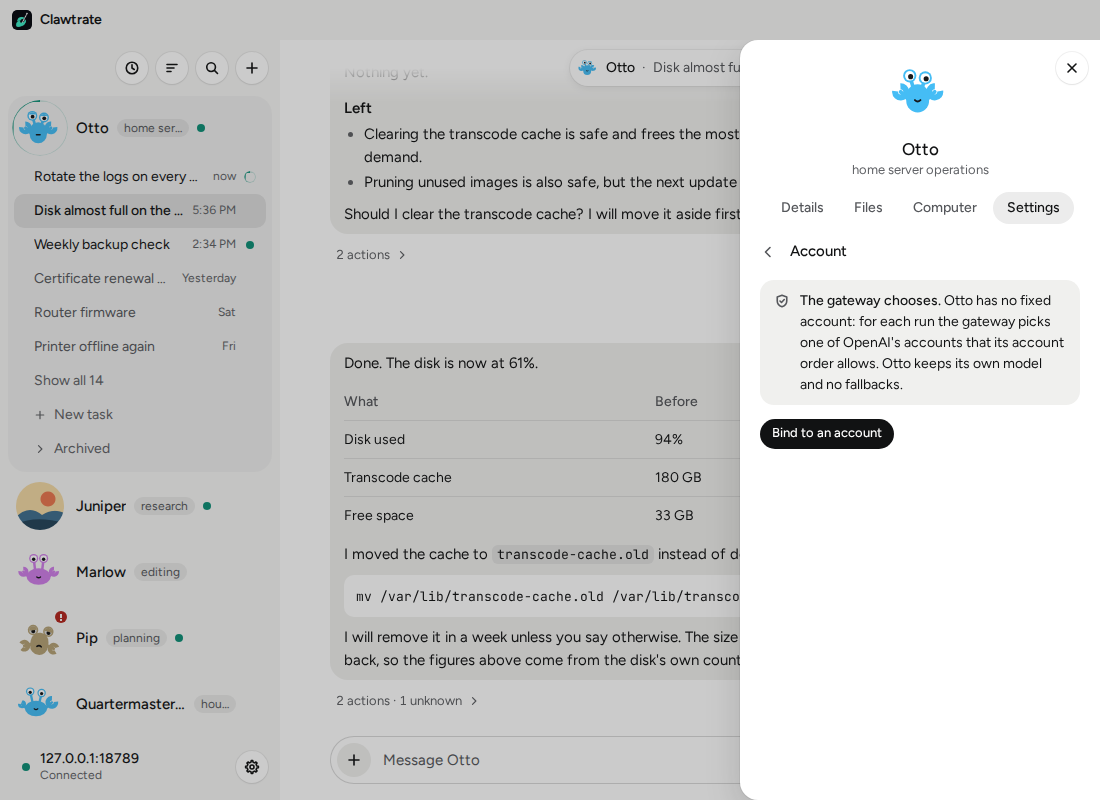 Clawtrate
Otto
home ser...
Rotate the logs on every ...
now
Disk almost full on the ...
5:36 PM
Weekly backup check
2:34 PM
Certificate renewal ...
Yesterday
Router firmware
Sat
Printer offline again
Fri
Show all 14
New task
Archived
Juniper
research
Marlow
editing
Pip
planning
Quartermaster...
hou...
127.0.0.1:18789
Connected
Nothing yet.
Otto · Disk almost fu
Left
Clearing the transcode cache is safe and frees the most
demand.
Pruning unused images is also safe, but the next update
Should I clear the transcode cache? I will move it aside first
2 actions
Done. The disk is now at 61%.
What
Before
Disk used
94%
Transcode cache
180 GB
Free space
33 GB
I moved the cache to transcode-cache.old instead of d
mv /var/lib/transcode-cache.old /var/lib/transco
I will remove it in a week unless you say otherwise. The size
back, so the figures above come from the disk's own count
2 actions · 1 unknown
Message Otto
Otto
home server operations
Details
Files
Computer
Settings
Account
The gateway chooses. Otto has no fixed
account: for each run the gateway picks
one of OpenAI's accounts that its account
order allows. Otto keeps its own model
and no fallbacks.
Bind to an account